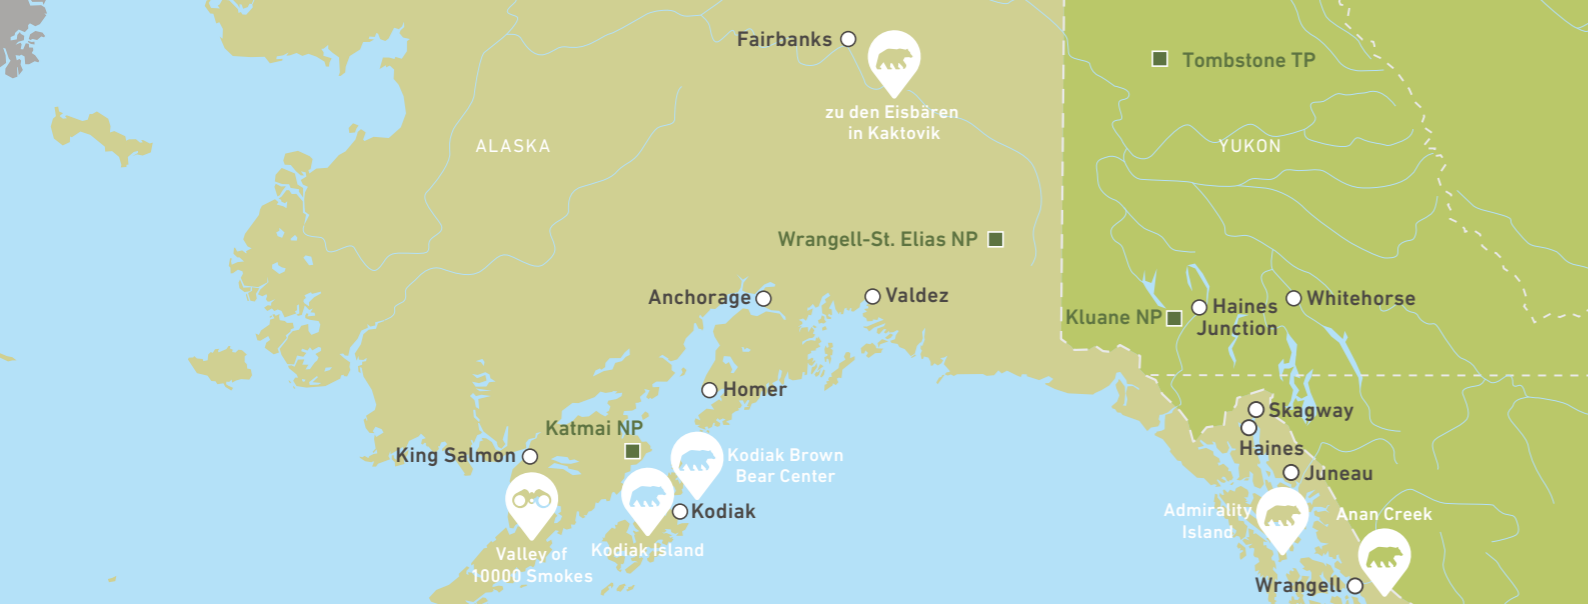 Fairbanks
Tombstone TP
zu den Eisbären
in Kaktovik
ALASKA
YUKON
Wrangell-St. Elias NP
Anchorage
Valdez
Haines
Junction
Whitehorse
Kluane NP
Homer
Skagway
Katmai NP
Haines
King Salmon
Kodiak Brown
Bear Center
Juneau
Kodiak
Admirality
Island
Anan Creek
Valley of
10000 Smokes
Kodiak Island
Wrangell